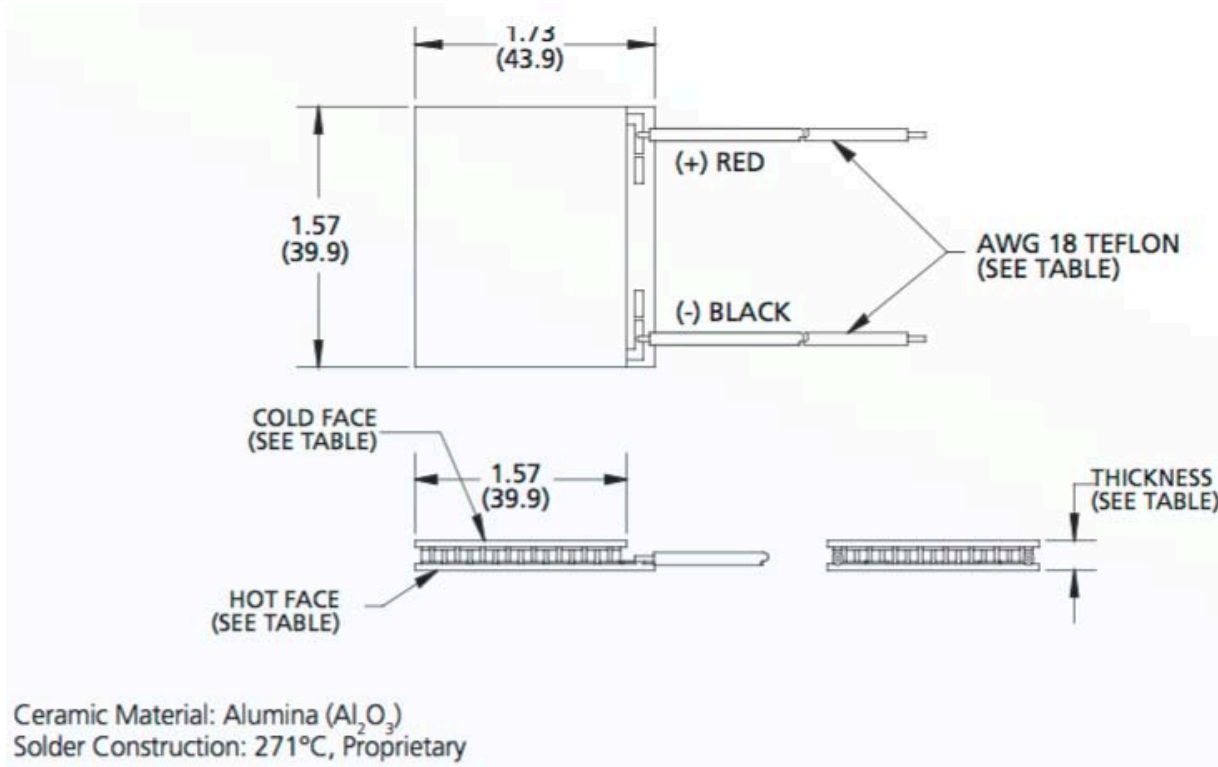 1.73
(43.9)
1.57
(39.9)
(+) RED
(-) BLACK
AWG 18 TEFLON
(SEE TABLE)
COLD FACE
(SEE TABLE)
1.57
(39.9)
THICKNESS
(SEE TABLE)
HOT FACE
(SEE TABLE)
Ceramic Material: Alumina (Al₂O₃)
Solder Construction: 271°C, Proprietary